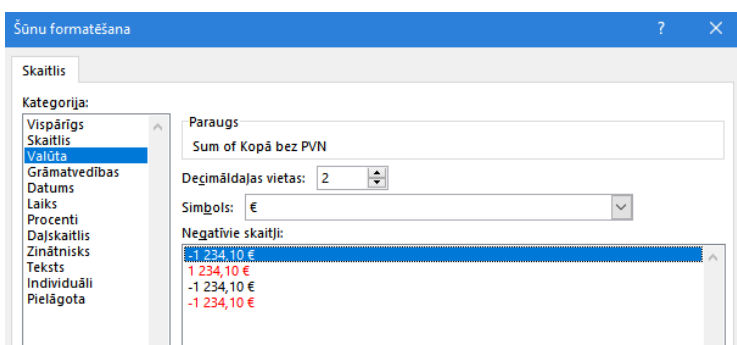 Šūnu formatēšana
Skaitlis
Kategorija:
Vispārīgs
Skaitlis
Valūta
Grāmatvedības
Datums
Laiks
Procenti
Daļskaitlis
Zinātnisks
Teksts
Individuāli
Pielāgota
Paraugs
Sum of Kopā bez PVN
Decimāldaļas vietas: 2
Simbols: €
Negatīvie skaitļi:
-1 234,10 €
1 234,10 €
-1 234,10 €
-1 234,10 €